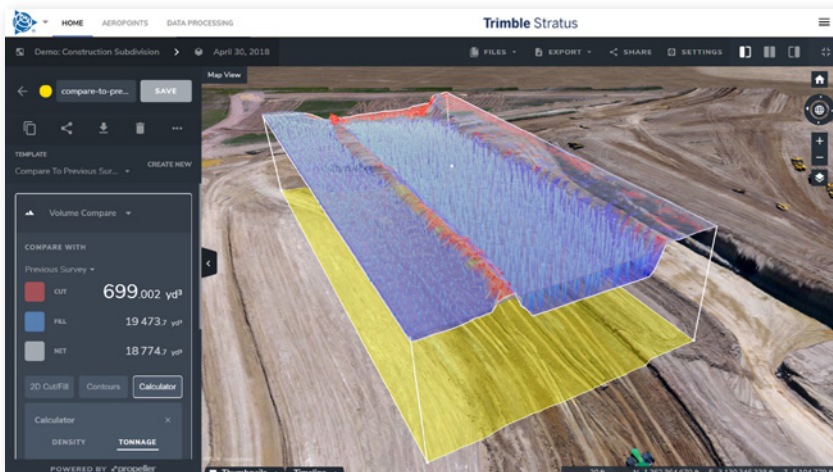 HOME AEROPOINTS DATA PROCESSING
Trimble Stratus
Demo: Construction Subdivision > April 30, 2018
FILES EXPORT SHARE SETTINGS
Map View
compare-to-pre... SAVE
TEMPLATE
CREATE NEW
Compare To Previous Sur...
Volume Compare
COMPARE WITH
Previous Survey
CUT 699.002 yd³
FILL 19 473.7 yd³
NET 18 774.7 yd³
2D Cut/Fill Contours Calculator
Calculator ×
DENSITY TONNAGE
POWERED BY propeller
Thumbnails Timeline